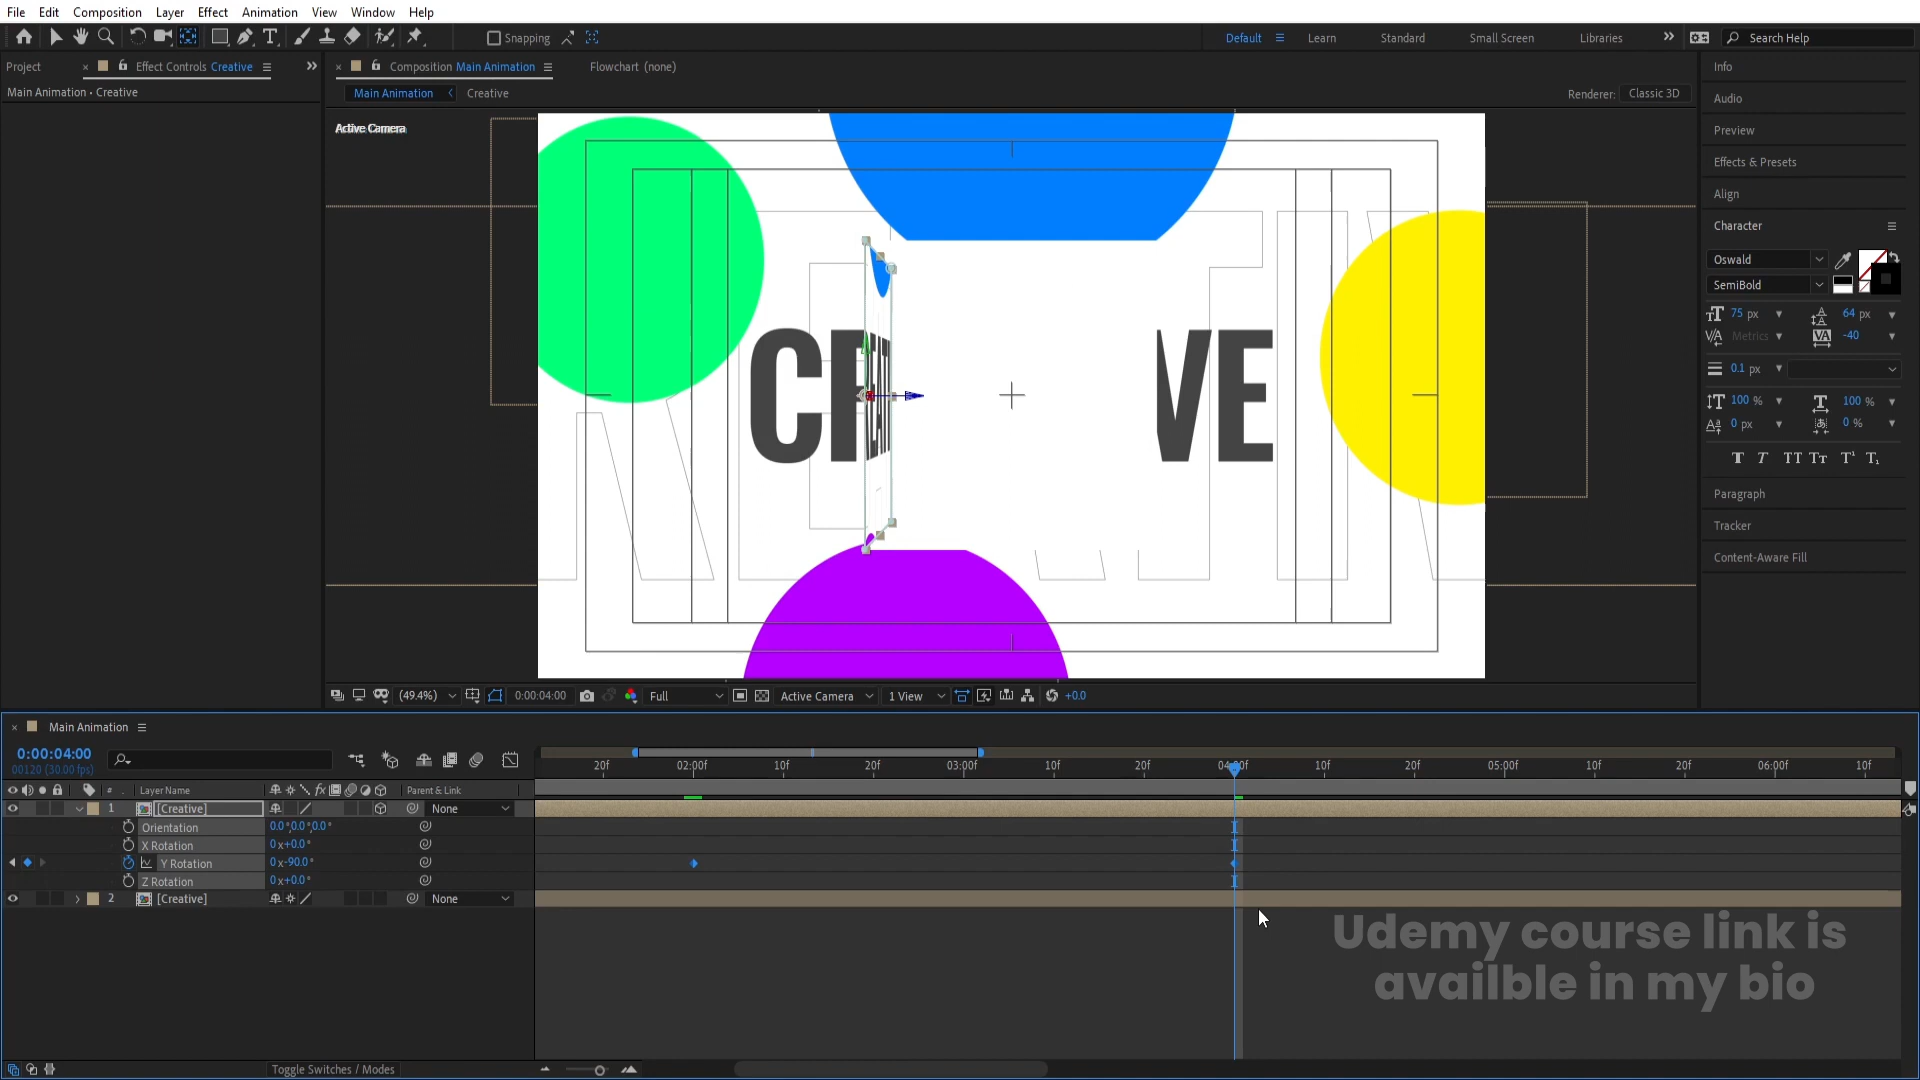 File Edit Composition Layer Effect Animation View Window Help
Snapping Default Learn Standard Small Screen Libraries Search Help
Project Effect Controls Creative Composition Main Animation Flowchart (none) Info
Main Animation • Creative Main Animation Creative Renderer: Classic 3D Audio
Active Camera
Preview
Effects & Presets
Align
Character
Oswald
SemiBold
75 px 64 px
Metrics -40
0.1 px
100 % 100 %
0 px 0 %
T T TT Tt T¹ T₁
Paragraph
Tracker
Content-Aware Fill
CREATIVE
(49.4%) 0:00:04:00 Full Active Camera 1 View +0.0
Main Animation
0:00:04:00
00120 (30.00 fps)
20f 02:00f 10f 20f 03:00f 10f 20f 04:00f 10f 20f 05:00f 10f 20f 06:00f 10f
# Layer Name Parent & Link
1 [Creative] None
Orientation 0.0°,0.0°,0.0°
X Rotation 0x+0.0°
Y Rotation 0x-90.0°
Z Rotation 0x+0.0°
2 [Creative] None
Udemy course link is
availble in my bio
Toggle Switches / Modes